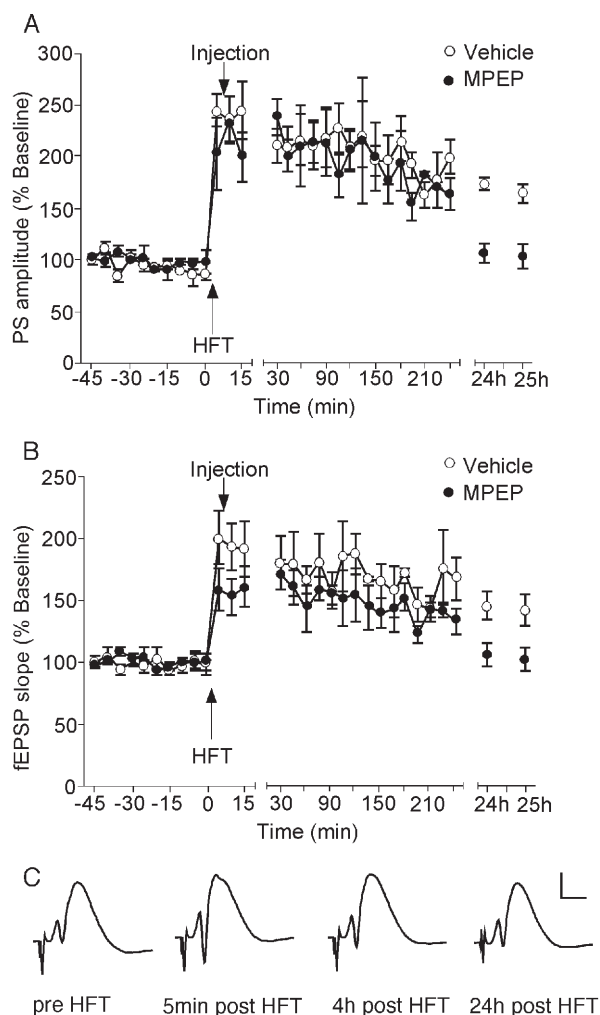 A
Injection
Vehicle
MPEP
PS amplitude (% Baseline)
300
250
200
150
100
50
0
HFT
-45 -30 -15 0 15 30 90 150 210 24h 25h
Time (min)
B
Injection
Vehicle
MPEP
fEPSP slope (% Baseline)
250
200
150
100
50
0
HFT
-45 -30 -15 0 15 30 90 150 210 24h 25h
Time (min)
C
pre HFT 5min post HFT 4h post HFT 24h post HFT